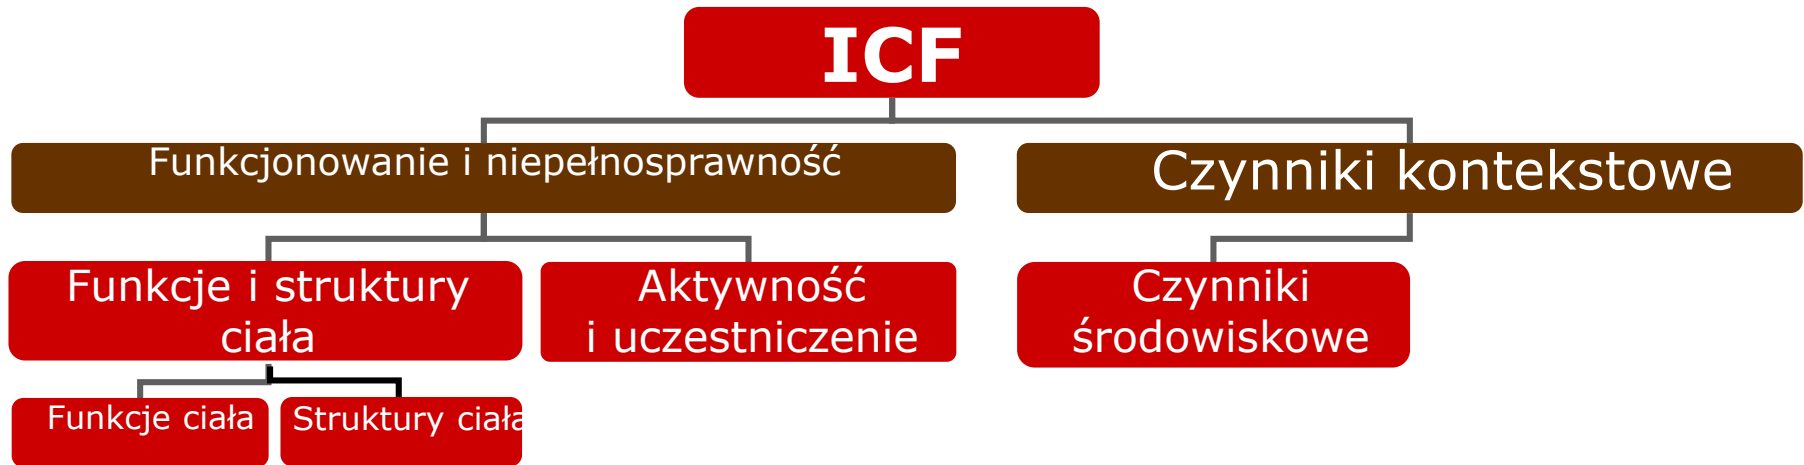 ICF
Funkcjonowanie i niepełnosprawność
Czynniki kontekstowe
Funkcje i struktury
ciała
Aktywność
i uczestniczenie
Czynniki
środowiskowe
Funkcje ciała
Struktury ciała